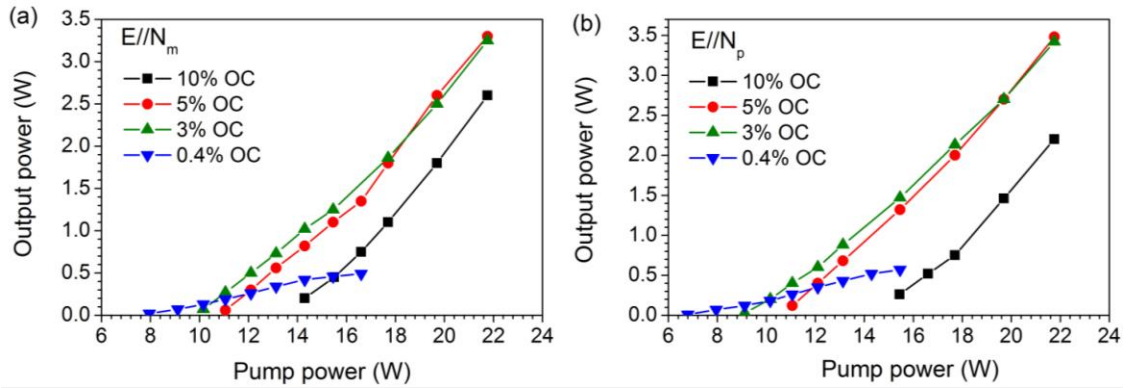 (a)
E//Nm
10% OC
5% OC
3% OC
0.4% OC
Output power (W)
3.5
3.0
2.5
2.0
1.5
1.0
0.5
0.0
6 8 10 12 14 16 18 20 22 24
Pump power (W)
(b)
E//Np
10% OC
5% OC
3% OC
0.4% OC
Output power (W)
3.5
3.0
2.5
2.0
1.5
1.0
0.5
0.0
6 8 10 12 14 16 18 20 22 24
Pump power (W)